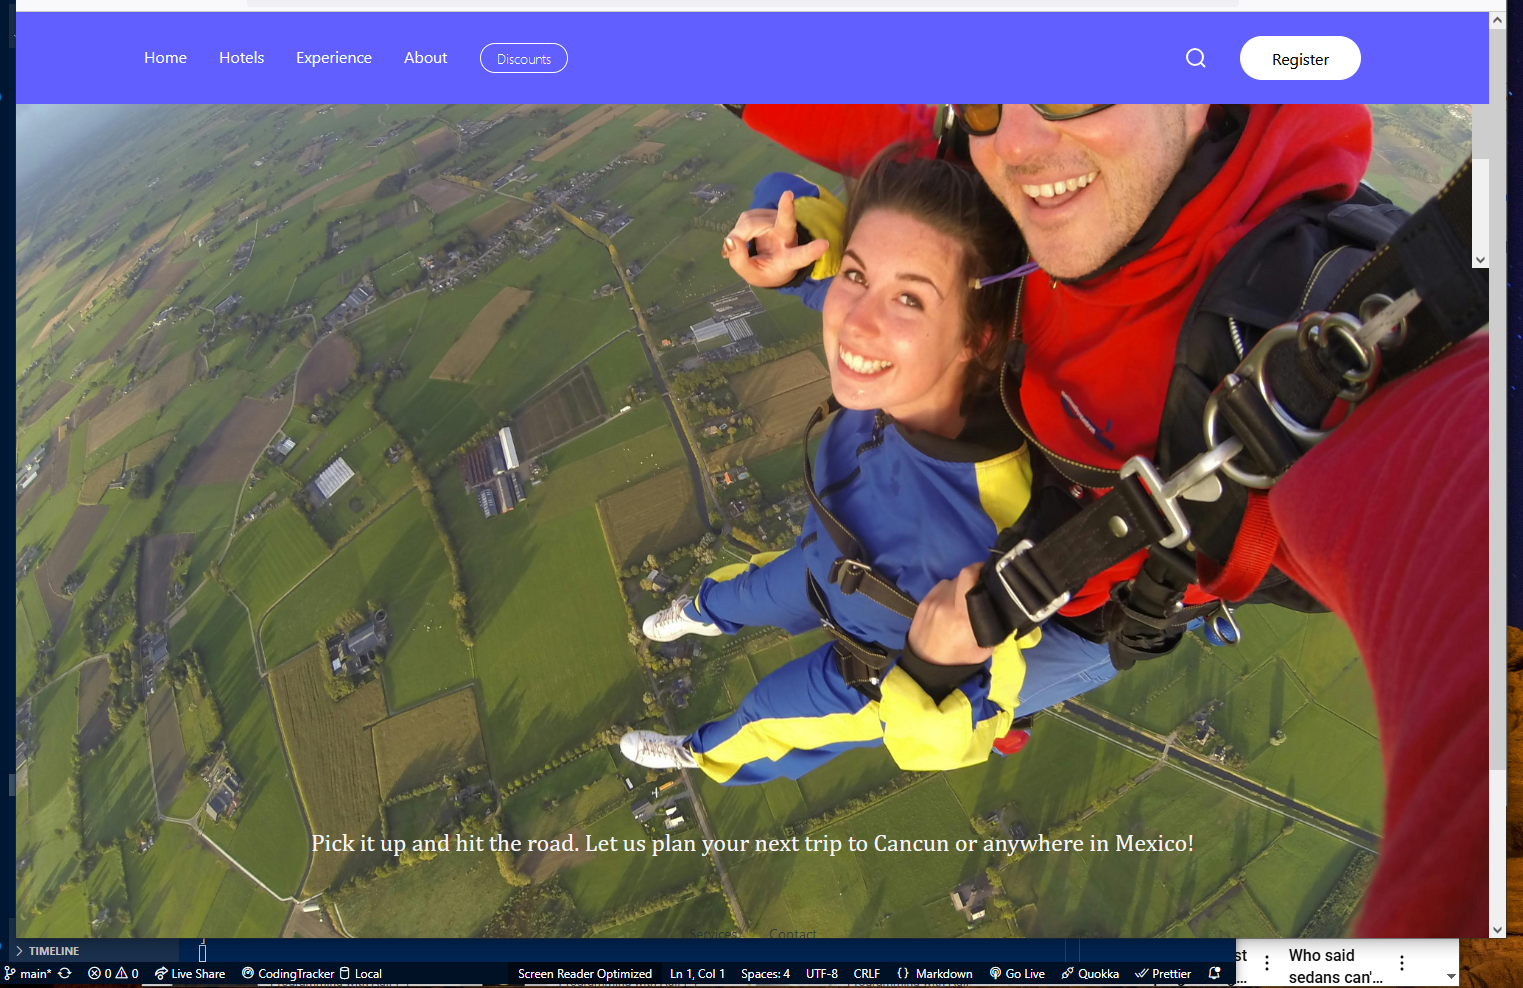 Home Hotels Experience About Discounts Register
Pick it up and hit the road. Let us plan your next trip to Cancun or anywhere in Mexico!
Services Contact
TIMELINE
st
Who said
sedans can'...
main* 0 0 Live Share CodingTracker Local Screen Reader Optimized Ln 1, Col 1 Spaces: 4 UTF-8 CRLF {} Markdown Go Live Quokka Prettier